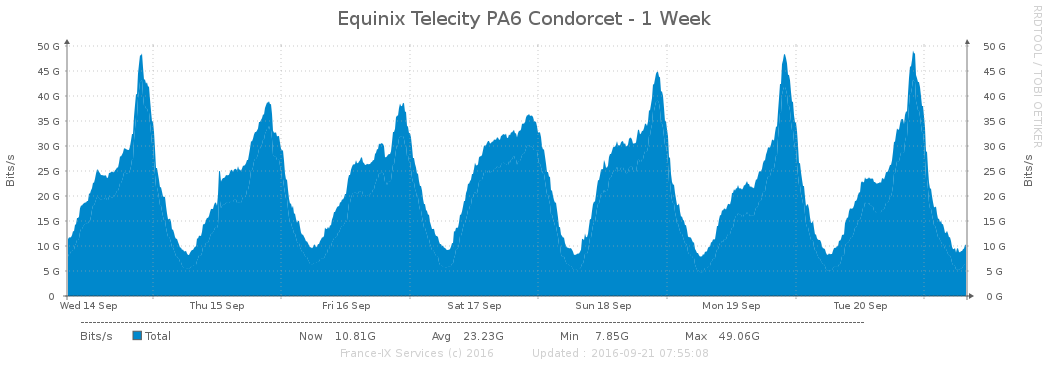 Equinix Telecity PA6 Condorcet - 1 Week
RRDTOOL / TOBI OETIKER
Bits/s
50 G 50 G
45 G 45 G
40 G 40 G
35 G 35 G
30 G 30 G
25 G 25 G
20 G 20 G
15 G 15 G
10 G 10 G
5 G 5 G
0 0 G
Bits/s
Wed 14 Sep Thu 15 Sep Fri 16 Sep Sat 17 Sep Sun 18 Sep Mon 19 Sep Tue 20 Sep
Bits/s Total Now 10.81G Avg 23.23G Min 7.85G Max 49.06G
France-IX Services (c) 2016 Updated : 2016-09-21 07:55:08